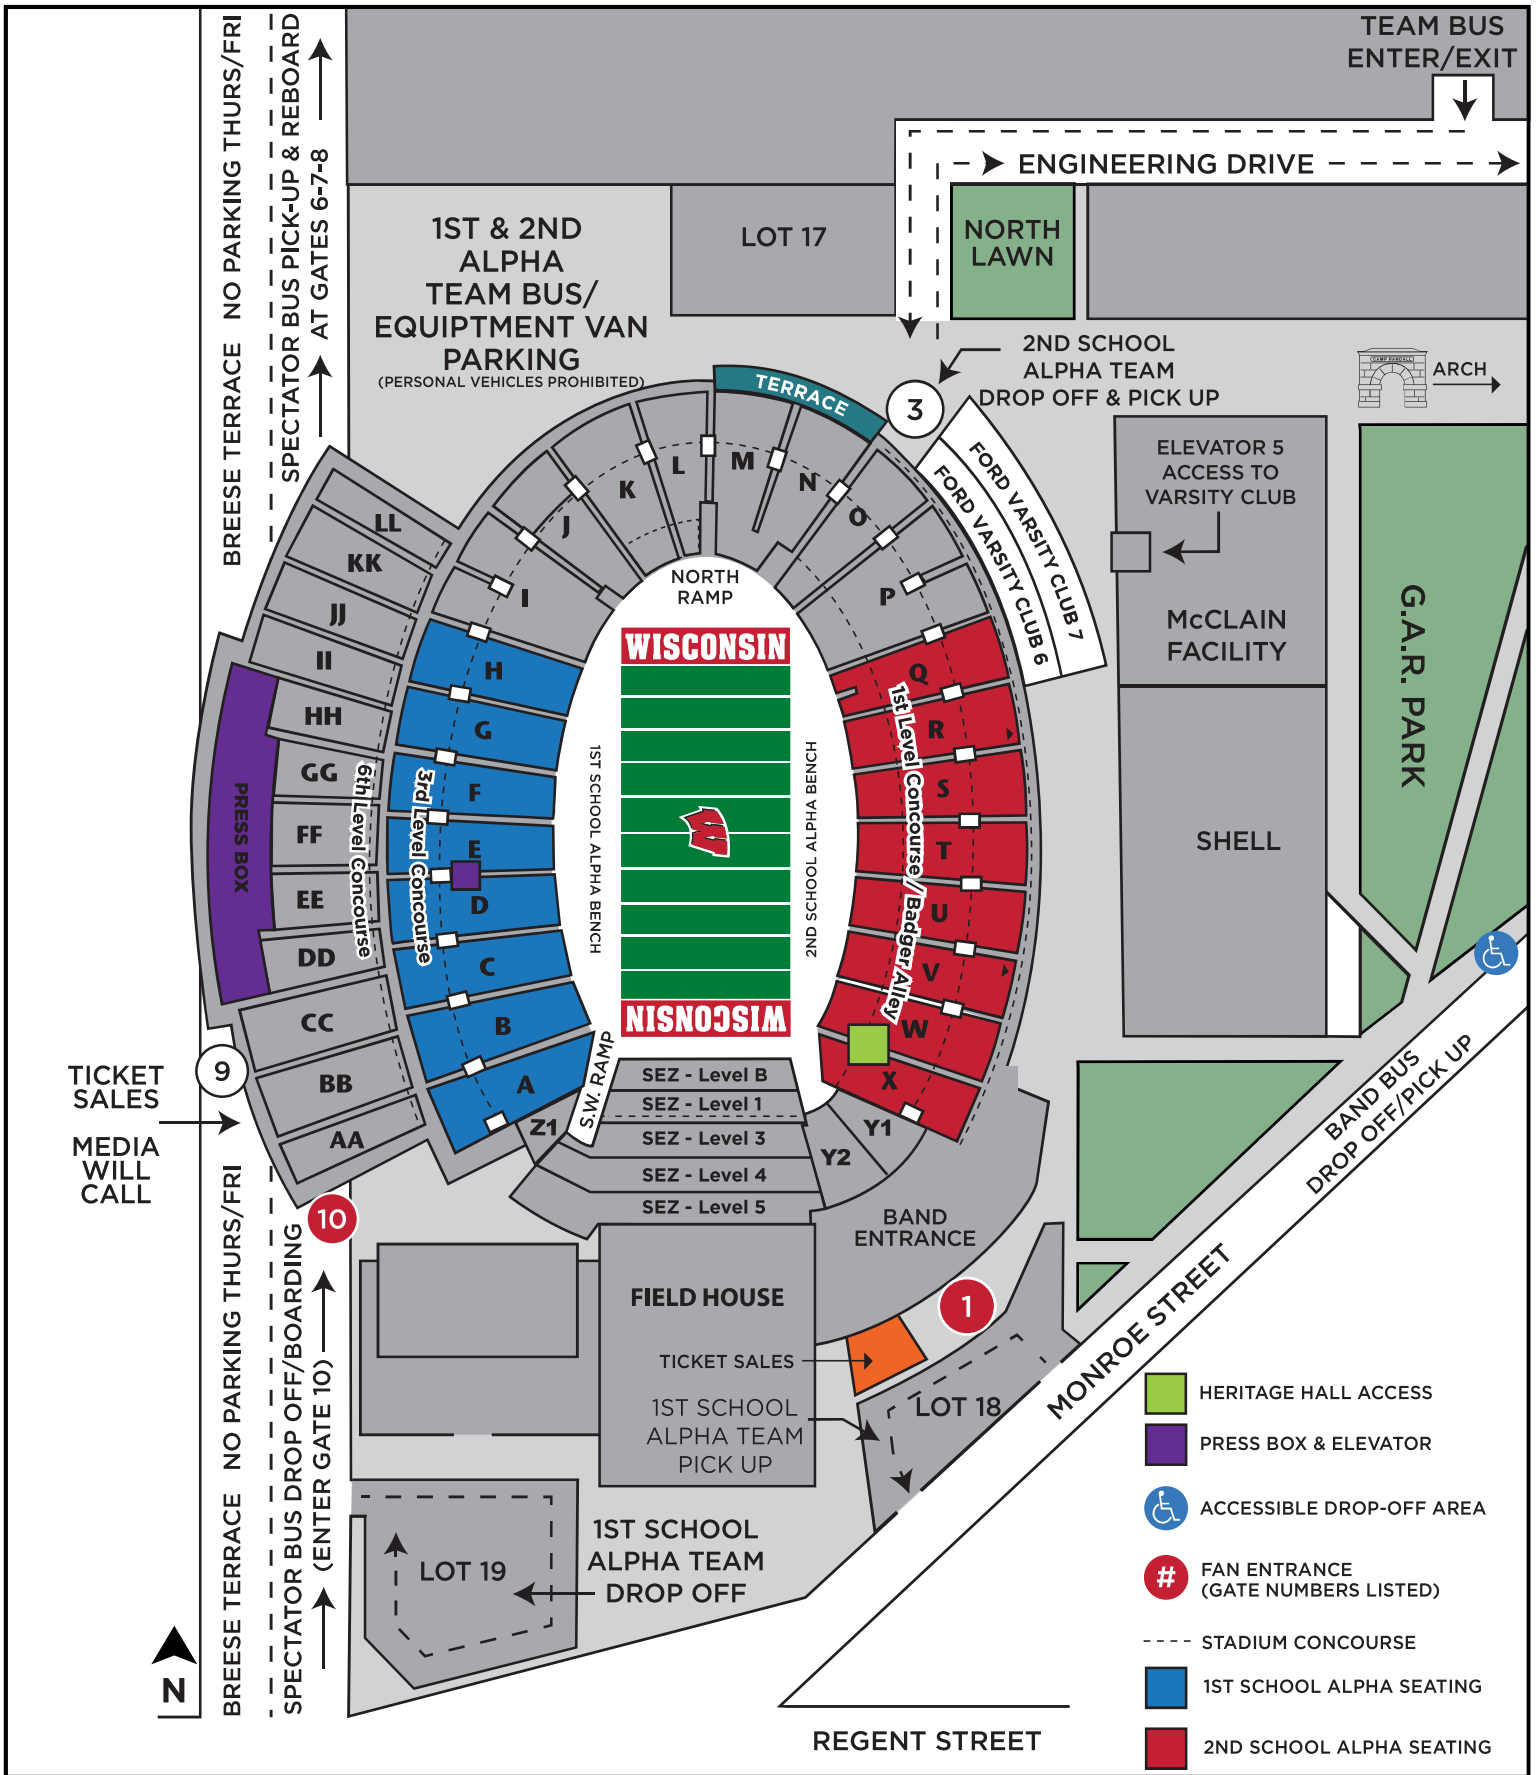 TEAM BUS
ENTER/EXIT
ENGINEERING DRIVE
BREESE TERRACE NO PARKING THURS/FRI
SPECTATOR BUS PICK-UP & REBOARD
AT GATES 6-7-8
1ST & 2ND
ALPHA
TEAM BUS/
EQUIPTMENT VAN
PARKING
(PERSONAL VEHICLES PROHIBITED)
LOT 17
NORTH
LAWN
2ND SCHOOL
ALPHA TEAM
DROP OFF & PICK UP
3
CAMP RANDALL
ARCH
TERRACE
FORD VARSITY CLUB 7
FORD VARSITY CLUB 6
ELEVATOR 5
ACCESS TO
VARSITY CLUB
McCLAIN
FACILITY
SHELL
G.A.R. PARK
LL
KK
JJ
II
HH
GG
FF
EE
DD
CC
BB
AA
PRESS BOX
6th Level Concourse
3rd Level Concourse
K
L
M
N
J
O
I
P
H
G
F
E
D
C
B
A
Q
R
S
T
U
V
W
X
1st Level Concourse//Badger Alley
NORTH
RAMP
WISCONSIN
W
WISCONSIN
1ST SCHOOL ALPHA BENCH
2ND SCHOOL ALPHA BENCH
S.W. RAMP
Z1
Y1
Y2
SEZ - Level B
SEZ - Level 1
SEZ - Level 3
SEZ - Level 4
SEZ - Level 5
9
TICKET
SALES
MEDIA
WILL
CALL
10
BREESE TERRACE NO PARKING THURS/FRI
SPECTATOR BUS DROP OFF/BOARDING
(ENTER GATE 10)
BAND
ENTRANCE
1
FIELD HOUSE
TICKET SALES
1ST SCHOOL
ALPHA TEAM
PICK UP
LOT 18
LOT 19
1ST SCHOOL
ALPHA TEAM
DROP OFF
BAND BUS
DROP OFF/PICK UP
MONROE STREET
REGENT STREET
N
HERITAGE HALL ACCESS
PRESS BOX & ELEVATOR
ACCESSIBLE DROP-OFF AREA
# FAN ENTRANCE
(GATE NUMBERS LISTED)
STADIUM CONCOURSE
1ST SCHOOL ALPHA SEATING
2ND SCHOOL ALPHA SEATING